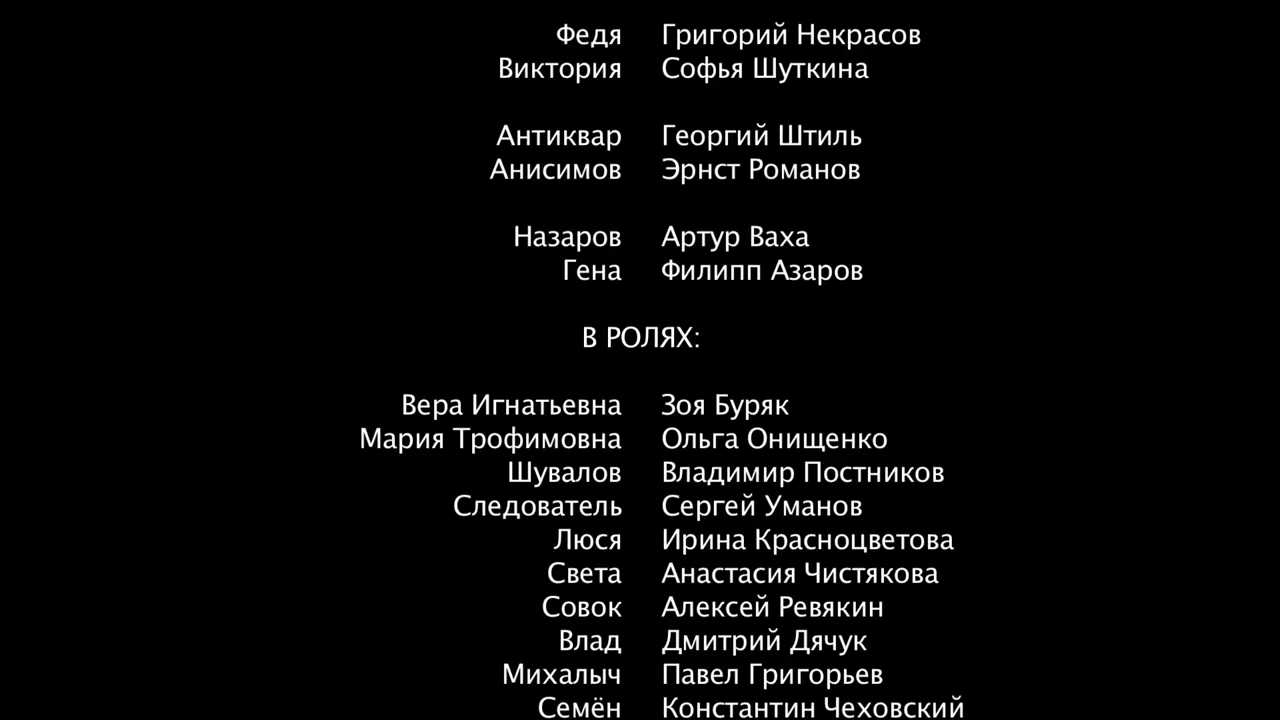 Федя Григорий Некрасов
Виктория Софья Шуткина
Антиквар Георгий Штиль
Анисимов Эрнст Романов
Назаров Артур Ваха
Гена Филипп Азаров
В РОЛЯХ:
Вера Игнатьевна Зоя Буряк
Мария Трофимовна Ольга Онищенко
Шувалов Владимир Постников
Следователь Сергей Уманов
Люся Ирина Красноцветова
Света Анастасия Чистякова
Совок Алексей Ревякин
Влад Дмитрий Дячук
Михалыч Павел Григорьев
Семён Константин Чеховский